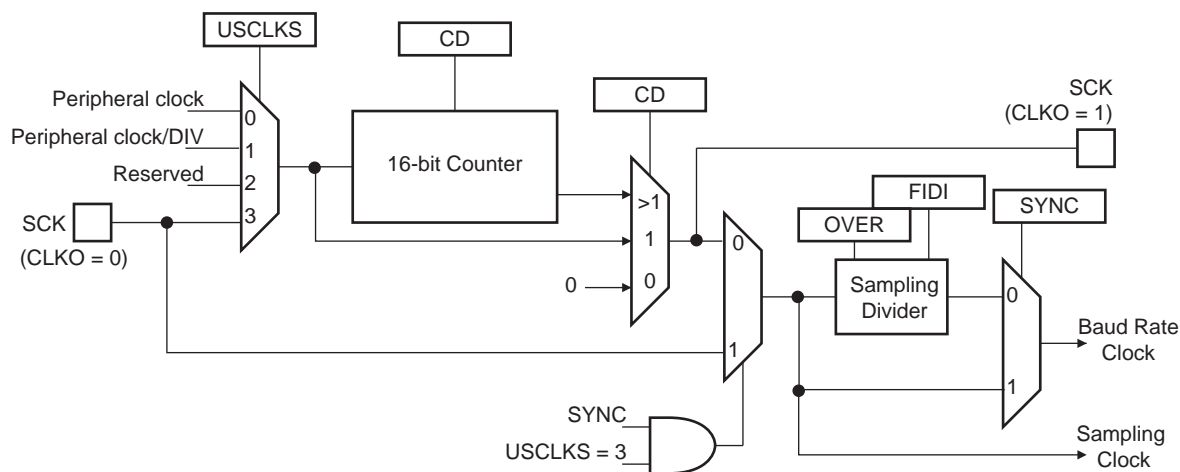 USCLKS
CD
CD
SCK
(CLKO = 1)
Peripheral clock
0
Peripheral clock/DIV
1
Reserved
2
3
16-bit Counter
SCK
(CLKO = 0)
>1
1
0
0
FIDI
OVER
SYNC
0
1
Sampling
Divider
0
1
Baud Rate
Clock
SYNC
USCLKS = 3
Sampling
Clock